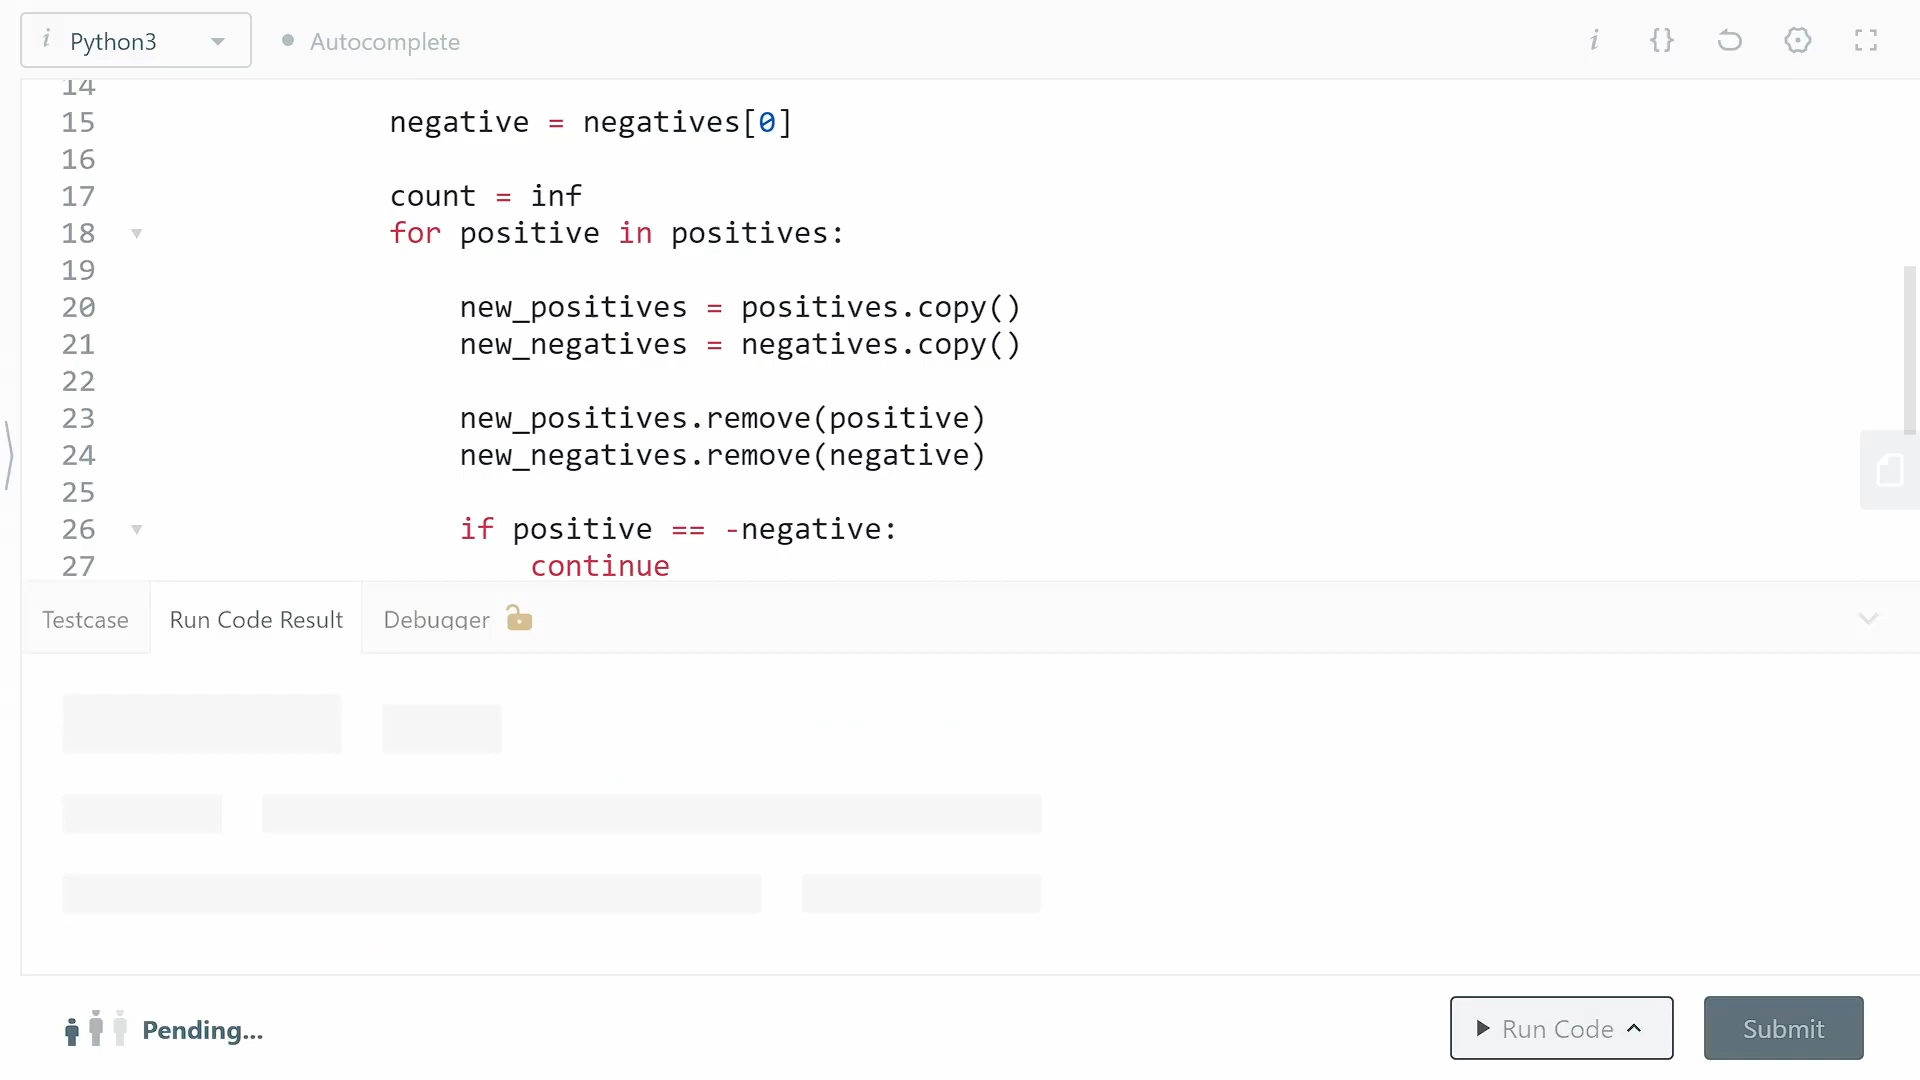 i Python3 Autocomplete i {}
14
15 negative = negatives[0]
16
17 count = inf
18 for positive in positives:
19
20 new_positives = positives.copy()
21 new_negatives = negatives.copy()
22
23 new_positives.remove(positive)
24 new_negatives.remove(negative)
25
26 if positive == -negative:
27 continue
Testcase Run Code Result Debugger
Pending... Run Code Submit